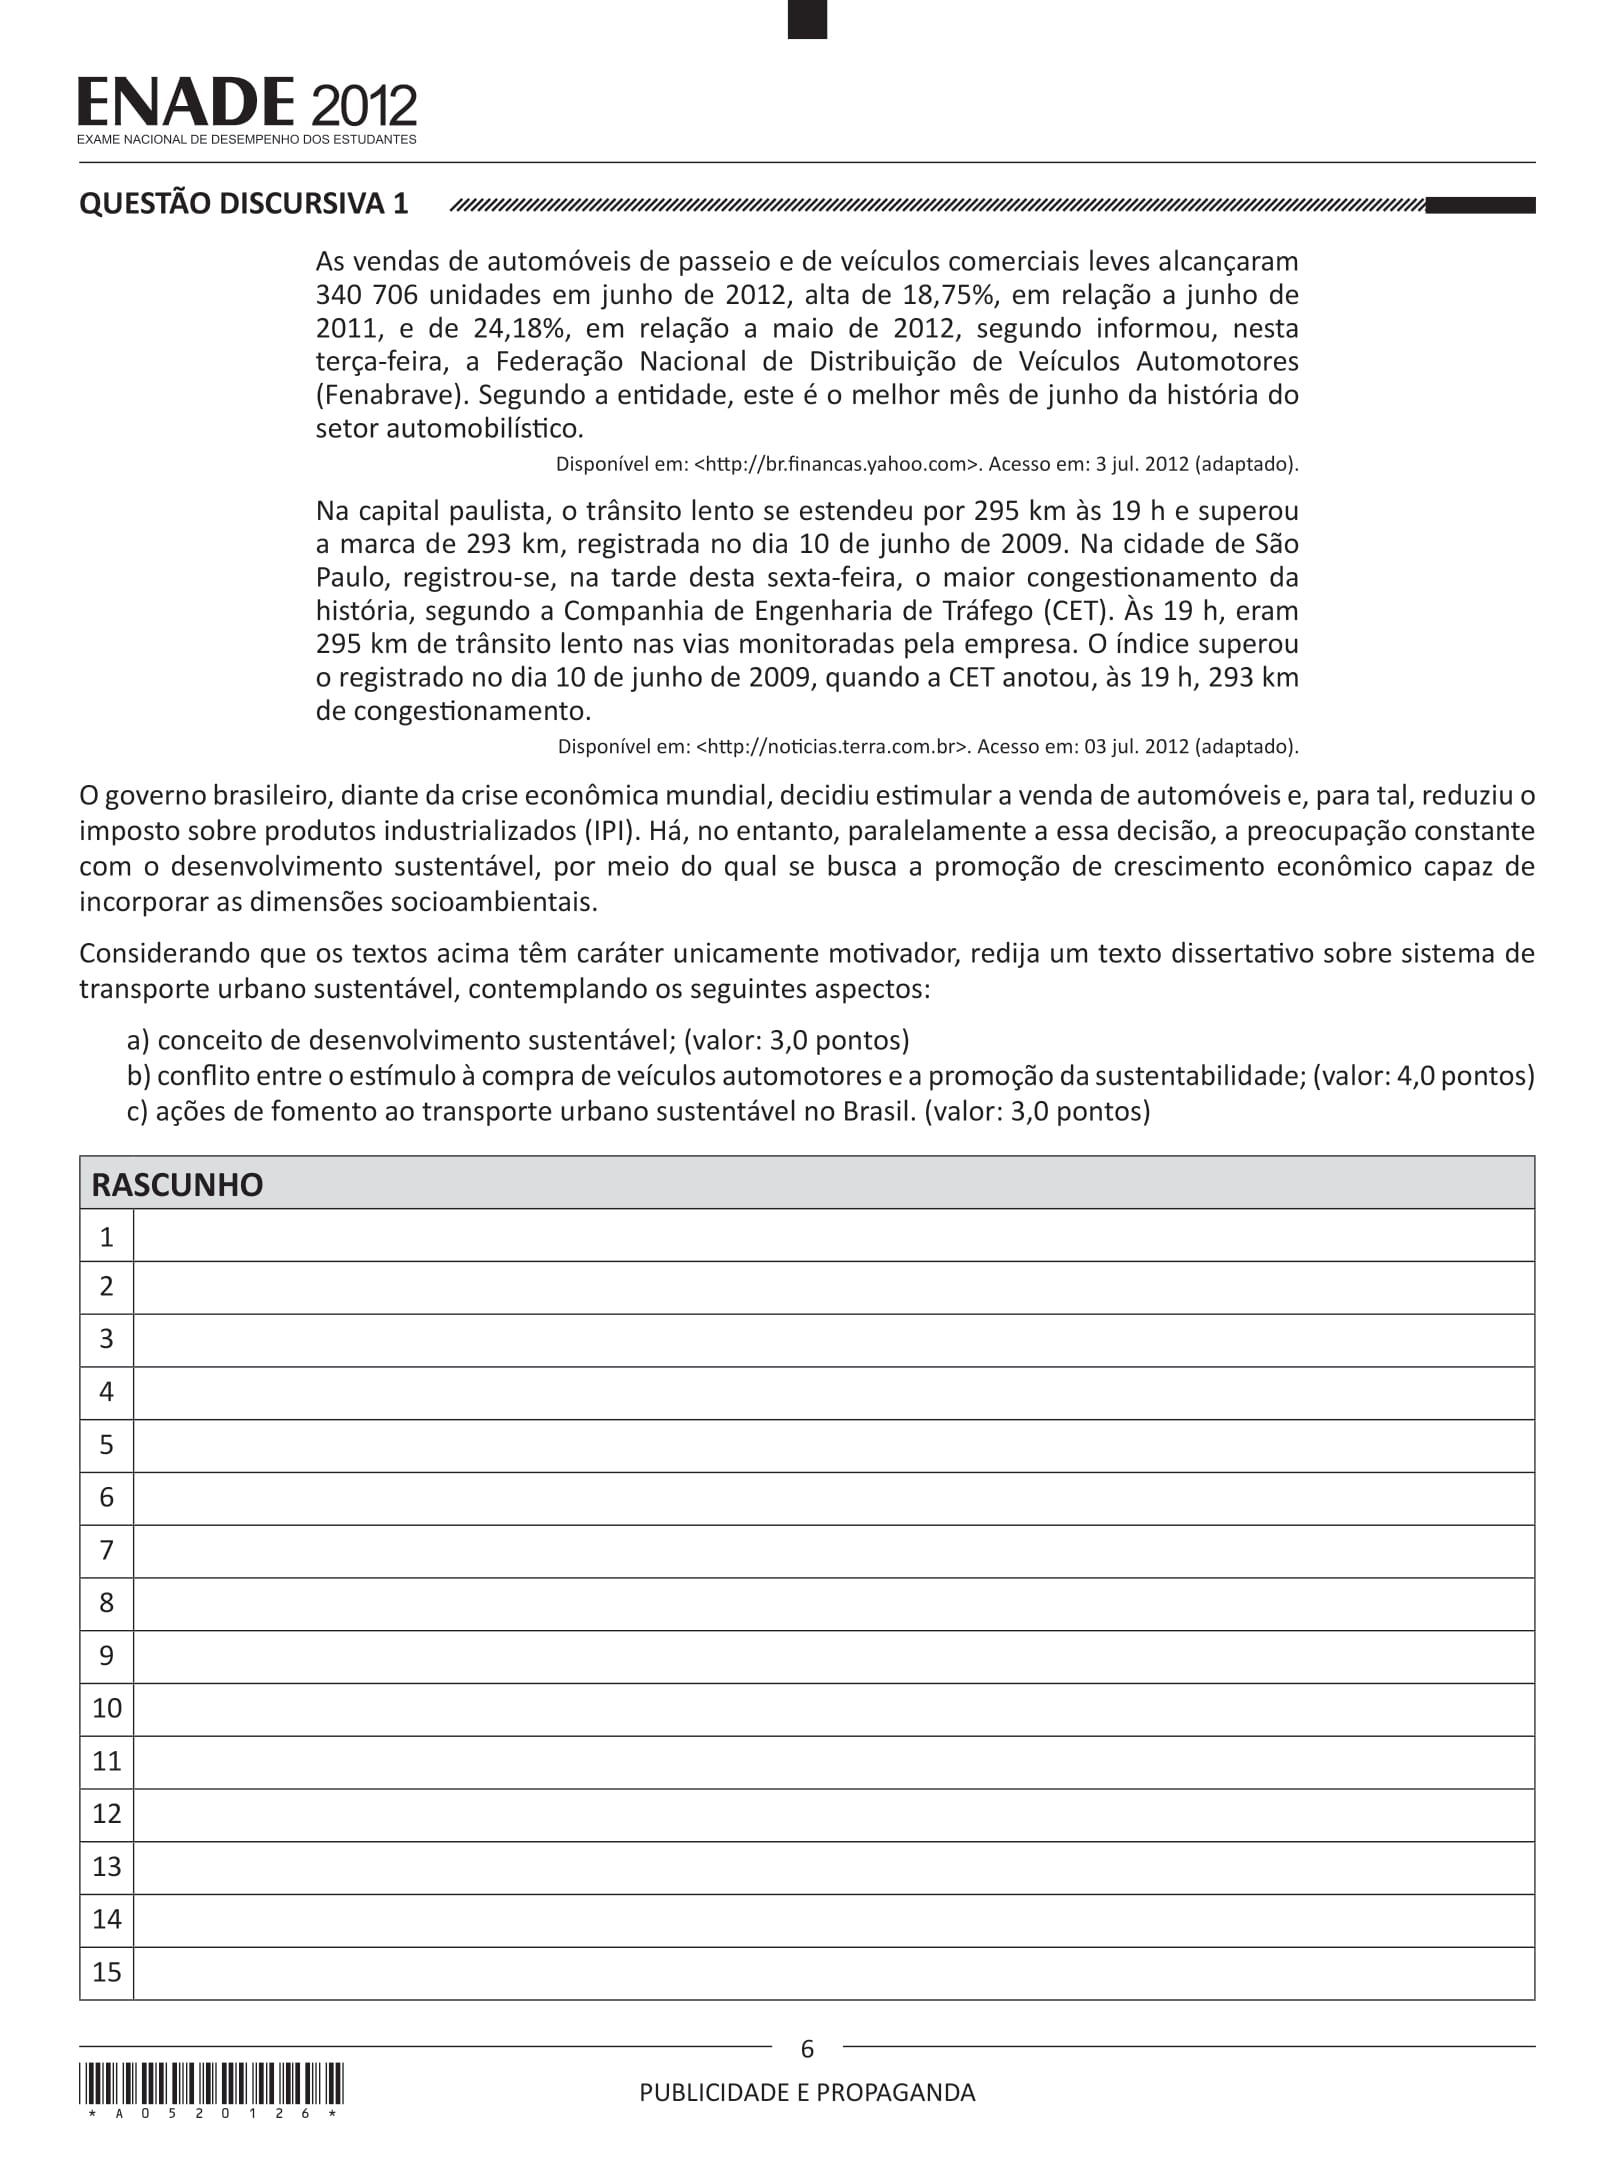 ENADE 2012
EXAME NACIONAL DE DESEMPENHO DOS ESTUDANTES
QUESTÃO DISCURSIVA 1
As vendas de automóveis de passeio e de veículos comerciais leves alcançaram
340 706 unidades em junho de 2012, alta de 18,75%, em relação a junho de
2011, e de 24,18%, em relação a maio de 2012, segundo informou, nesta
terça-feira, a Federação Nacional de Distribuição de Veículos Automotores
(Fenabrave). Segundo a entidade, este é o melhor mês de junho da história do
setor automobilístico.
Disponível em: <http://br.financas.yahoo.com>. Acesso em: 3 jul. 2012 (adaptado).
Na capital paulista, o trânsito lento se estendeu por 295 km às 19 h e superou
a marca de 293 km, registrada no dia 10 de junho de 2009. Na cidade de São
Paulo, registrou-se, na tarde desta sexta-feira, o maior congestionamento da
história, segundo a Companhia de Engenharia de Tráfego (CET). Às 19 h, eram
295 km de trânsito lento nas vias monitoradas pela empresa. O índice superou
o registrado no dia 10 de junho de 2009, quando a CET anotou, às 19 h, 293 km
de congestionamento.
Disponível em: <http://noticias.terra.com.br>. Acesso em: 03 jul. 2012 (adaptado).
O governo brasileiro, diante da crise econômica mundial, decidiu estimular a venda de automóveis e, para tal, reduziu o
imposto sobre produtos industrializados (IPI). Há, no entanto, paralelamente a essa decisão, a preocupação constante
com o desenvolvimento sustentável, por meio do qual se busca a promoção de crescimento econômico capaz de
incorporar as dimensões socioambientais.
Considerando que os textos acima têm caráter unicamente motivador, redija um texto dissertativo sobre sistema de
transporte urbano sustentável, contemplando os seguintes aspectos:
a) conceito de desenvolvimento sustentável; (valor: 3,0 pontos)
b) conflito entre o estímulo à compra de veículos automotores e a promoção da sustentabilidade; (valor: 4,0 pontos)
c) ações de fomento ao transporte urbano sustentável no Brasil. (valor: 3,0 pontos)
RASCUNHO
1
2
3
4
5
6
7
8
9
10
11
12
13
14
15
6
PUBLICIDADE E PROPAGANDA
* A 0 5 2 0 1 2 6 *